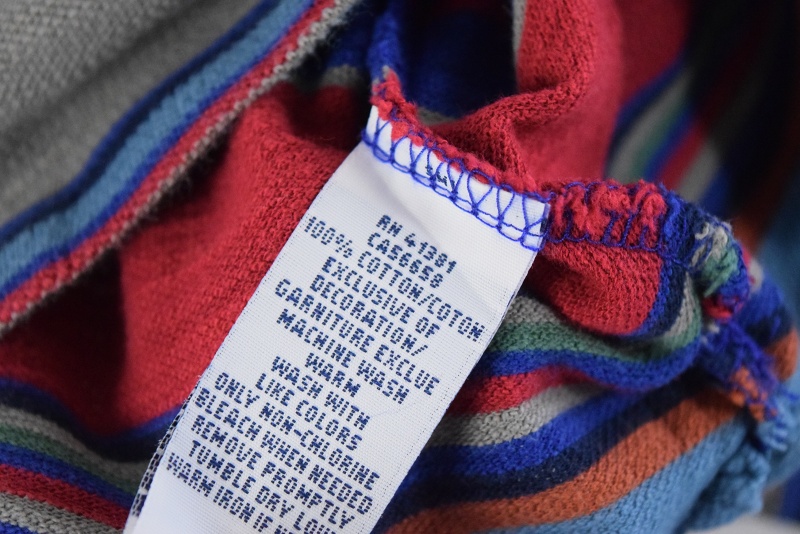 RN 41381
CA56650
100% COTTON/COTON
EXCLUSIVE OF
DECORATION/
GARNITURE EXCLUE
MACHINE WASH
WARM
WASH WITH
LIKE COLORS
ONLY NON-CHLORINE
BLEACH WHEN NEEDED
REMOVE PROMPTLY
TUMBLE DRY LOW
WARM IRON IF